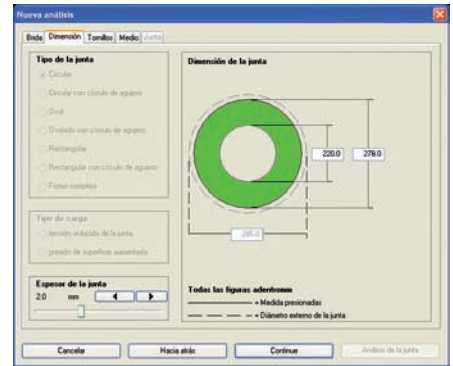 Nueva análisis
Brida Dimensión Tornillos Medio Junta
Tipo de la junta
Circular
Circular con círculo de agujero
Oval
Ovalado con círculo de agujero
Rectangular
Rectangular con círculo de agujero
Forma completa
Tipo de carga
tensión reducida de la junta
presión de superficie aumentada
Espesor de la junta
2.0 mm
Dimensión de la junta
220.0 278.0
285.0
Todas las figuras adentromm
= Medida presionadas
= Diámetro externo de la junta
Cancelar Hacia atrás Continue Análisis de la junta